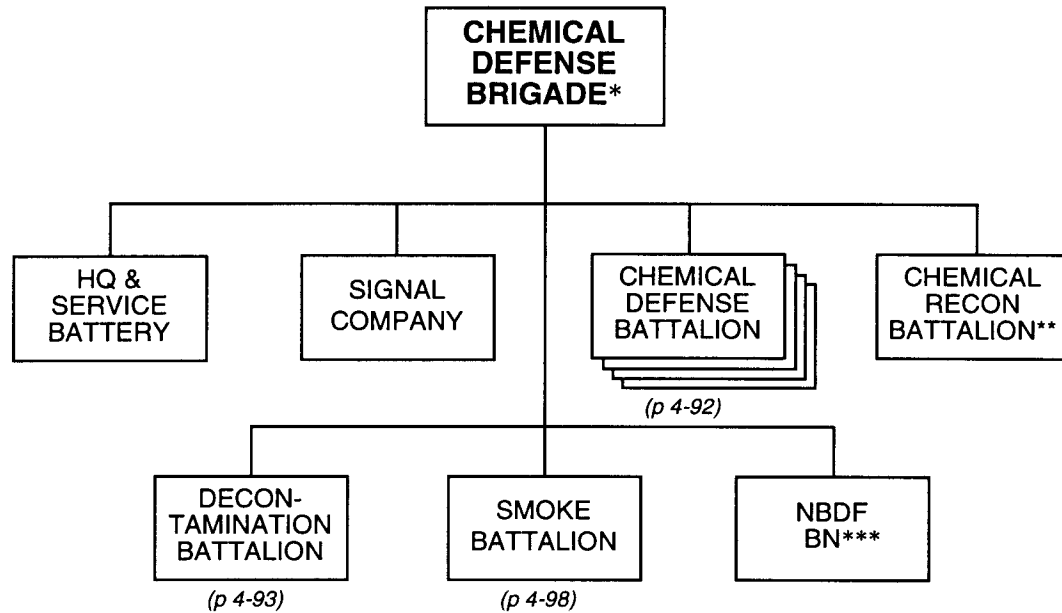 CHEMICAL
DEFENSE
BRIGADE*
HQ &
SERVICE
BATTERY
SIGNAL
COMPANY
CHEMICAL
DEFENSE
BATTALION
(p 4-92)
CHEMICAL
RECON
BATTALION**
DECON-
TAMINATION
BATTALION
(p 4-93)
SMOKE
BATTALION
(p 4-98)
NBDF
BN***